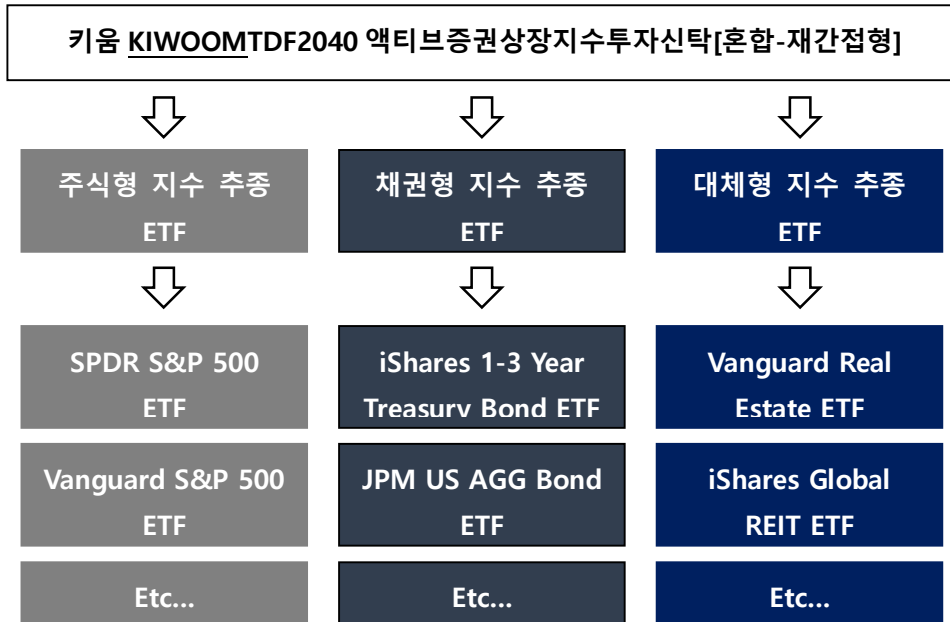 키움 KIWOOMTDF2040 액티브증권상장지수투자신탁[혼합-재간접형]
주식형 지수 추종
ETF
채권형 지수 추종
ETF
대체형 지수 추종
ETF
SPDR S&P 500
ETF
iShares 1-3 Year
Treasury Bond ETF
Vanguard Real
Estate ETF
Vanguard S&P 500
ETF
JPM US AGG Bond
ETF
iShares Global
REIT ETF
Etc...
Etc...
Etc...